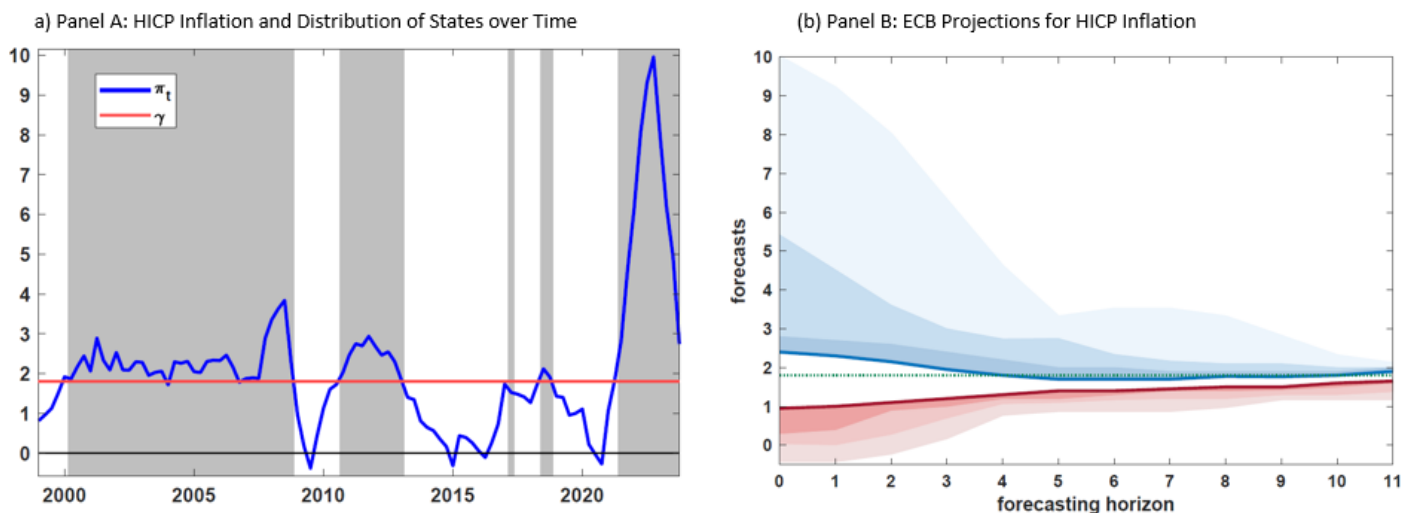 a) Panel A: HICP Inflation and Distribution of States over Time
10
9
8
7
6
5
4
3
2
1
0
π_t
γ
2000 2005 2010 2015 2020
(b) Panel B: ECB Projections for HICP Inflation
10
9
8
7
6
5
4
3
2
1
0
forecasts
0 1 2 3 4 5 6 7 8 9 10 11
forecasting horizon